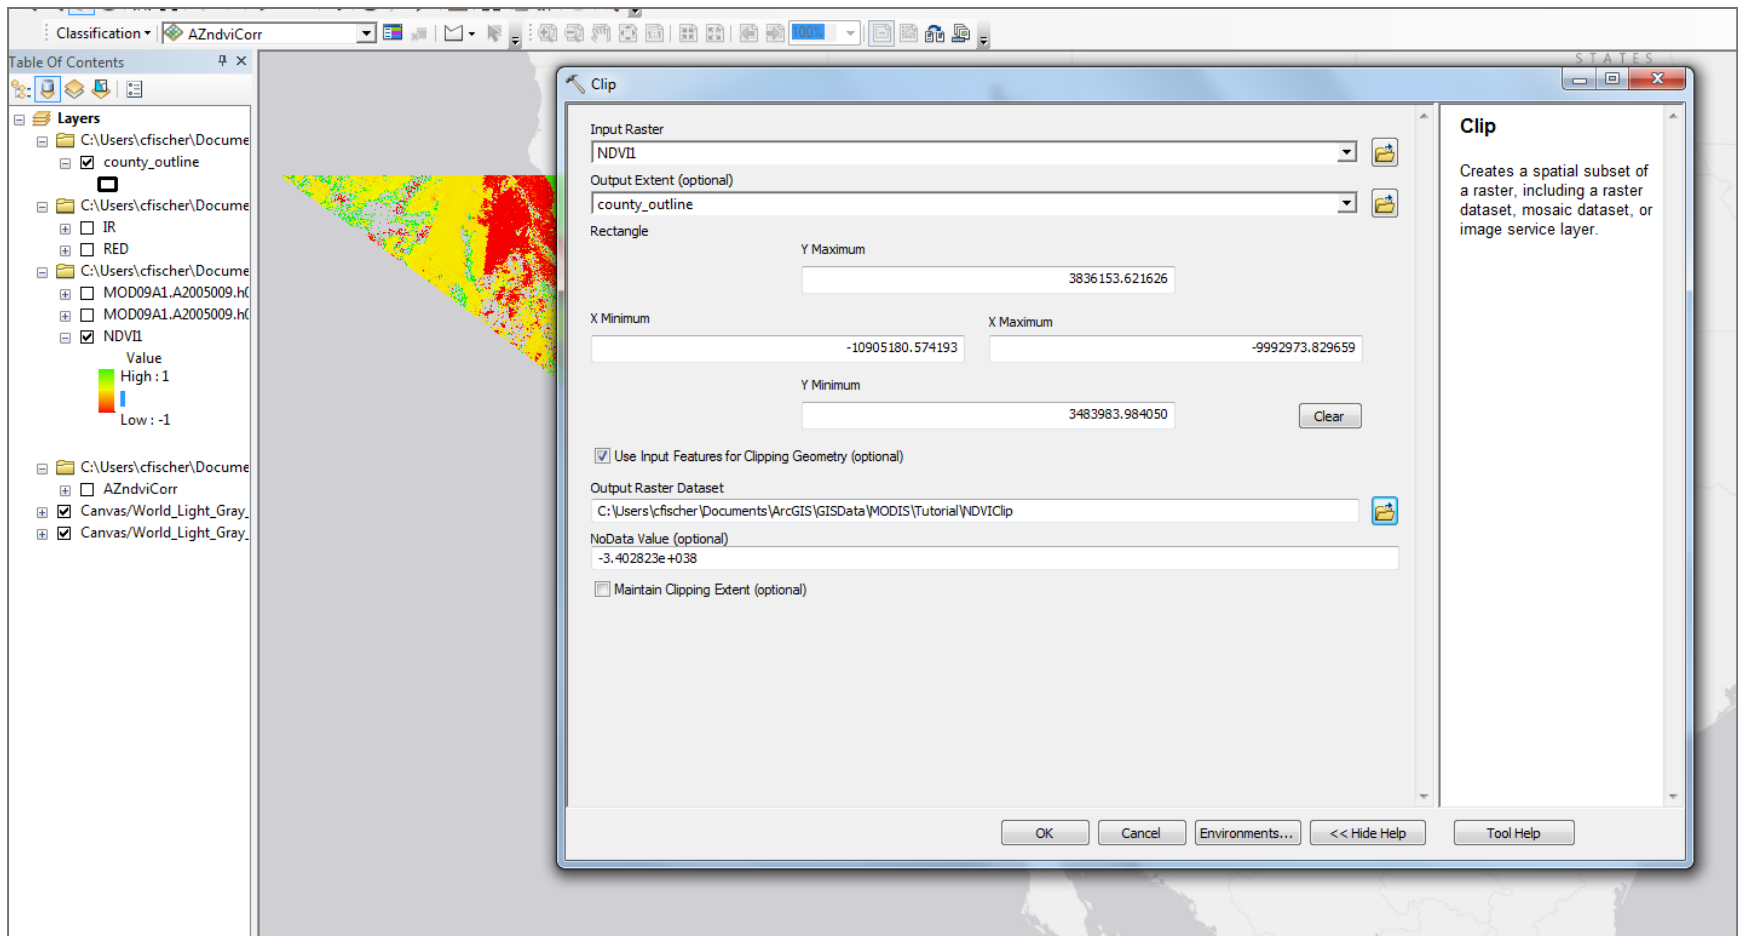 Classification
AZndviCorr
100%
Table Of Contents
Layers
C:\Users\cfischer\Docume
county_outline
C:\Users\cfischer\Docume
IR
RED
C:\Users\cfischer\Docume
MOD09A1.A2005009.h(
MOD09A1.A2005009.h(
NDVI1
Value
High : 1
Low : -1
C:\Users\cfischer\Docume
AZndviCorr
Canvas/World_Light_Gray_
Canvas/World_Light_Gray_
STATES
Clip
Input Raster
NDVI1
Output Extent (optional)
county_outline
Rectangle
Y Maximum
3836153.621626
X Minimum
X Maximum
-10905180.574193
-9992973.829659
Y Minimum
3483983.984050
Clear
Use Input Features for Clipping Geometry (optional)
Output Raster Dataset
C:\Users\cfischer\Documents\ArcGIS\GISData\MODIS\Tutorial\NDVIClip
NoData Value (optional)
-3.402823e+038
Maintain Clipping Extent (optional)
OK
Cancel
Environments...
<< Hide Help
Clip
Creates a spatial subset of
a raster, including a raster
dataset, mosaic dataset, or
image service layer.
Tool Help